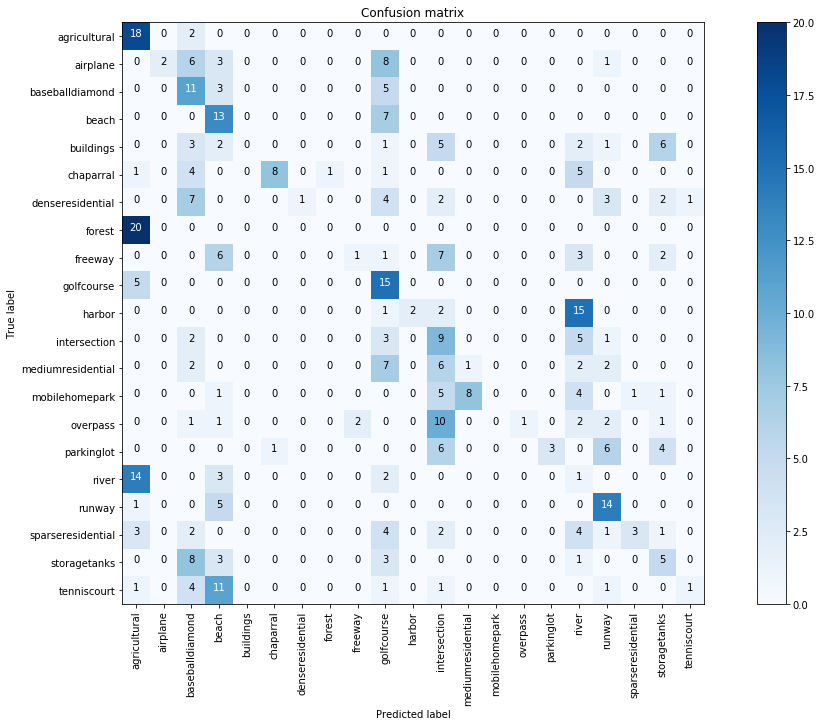 Confusion matrix
True label
agricultural 18 0 2 0 0 0 0 0 0 0 0 0 0 0 0 0 0 0 0 0 0
airplane 0 2 6 3 0 0 0 0 0 8 0 0 0 0 0 0 0 1 0 0 0
baseballdiamond 0 0 11 3 0 0 0 0 0 5 0 0 0 0 0 0 0 0 0 0 0
beach 0 0 0 13 0 0 0 0 0 7 0 0 0 0 0 0 0 0 0 0 0
buildings 0 0 3 2 0 0 0 0 0 1 0 5 0 0 0 0 2 1 0 6 0
chaparral 1 0 4 0 0 8 0 1 0 1 0 0 0 0 0 0 5 0 0 0 0
denseresidential 0 0 7 0 0 0 1 0 0 4 0 2 0 0 0 0 0 3 0 2 1
forest 20 0 0 0 0 0 0 0 0 0 0 0 0 0 0 0 0 0 0 0 0
freeway 0 0 0 6 0 0 0 0 1 1 0 7 0 0 0 0 3 0 0 2 0
golfcourse 5 0 0 0 0 0 0 0 0 15 0 0 0 0 0 0 0 0 0 0 0
harbor 0 0 0 0 0 0 0 0 0 1 2 2 0 0 0 0 15 0 0 0 0
intersection 0 0 2 0 0 0 0 0 0 3 0 9 0 0 0 0 5 1 0 0 0
mediumresidential 0 0 2 0 0 0 0 0 0 7 0 6 1 0 0 0 2 2 0 0 0
mobilehomepark 0 0 0 1 0 0 0 0 0 0 0 5 8 0 0 0 4 0 1 1 0
overpass 0 0 1 1 0 0 0 0 2 0 0 10 0 0 1 0 2 2 0 1 0
parkinglot 0 0 0 0 0 1 0 0 0 0 0 6 0 0 0 3 0 6 0 4 0
river 14 0 0 3 0 0 0 0 0 2 0 0 0 0 0 0 1 0 0 0 0
runway 1 0 0 5 0 0 0 0 0 0 0 0 0 0 0 0 0 14 0 0 0
sparseresidential 3 0 2 0 0 0 0 0 0 4 0 2 0 0 0 0 4 1 3 1 0
storagetanks 0 0 8 3 0 0 0 0 0 3 0 0 0 0 0 0 1 0 0 5 0
tenniscourt 1 0 4 11 0 0 0 0 0 1 0 1 0 0 0 0 0 1 0 0 1
agricultural
airplane
baseballdiamond
beach
buildings
chaparral
denseresidential
forest
freeway
golfcourse
harbor
intersection
mediumresidential
mobilehomepark
overpass
parkinglot
river
runway
sparseresidential
storagetanks
tenniscourt
Predicted label
20.0
17.5
15.0
12.5
10.0
7.5
5.0
2.5
0.0